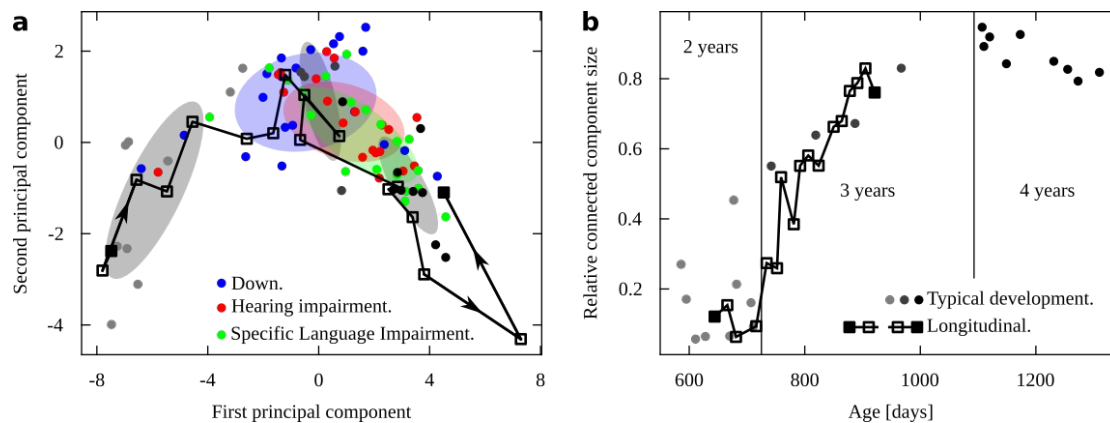 a
Second principal component
2
0
-2
-4
-8
-4
0
4
8
First principal component
Down.
Hearing impairment.
Specific Language Impairment.
b
Relative connected component size
0.8
0.6
0.4
0.2
600
800
1000
1200
Age [days]
2 years
3 years
4 years
Typical development.
Longitudinal.